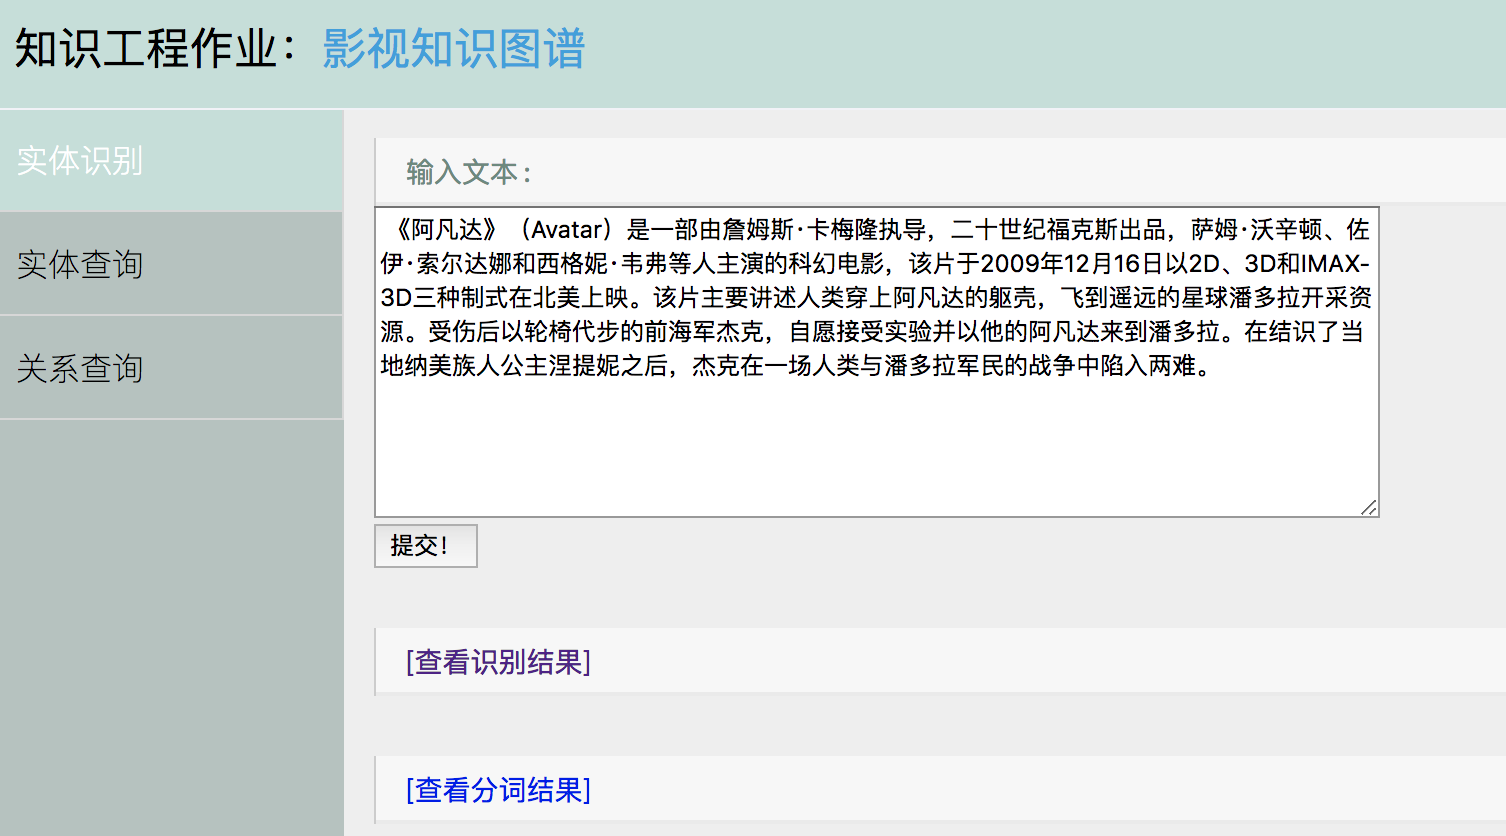 知识工程作业：影视知识图谱
实体识别
实体查询
关系查询
输入文本：
《阿凡达》（Avatar）是一部由詹姆斯·卡梅隆执导，二十世纪福克斯出品，萨姆·沃辛顿、佐
伊·索尔达娜和西格妮·韦弗等人主演的科幻电影，该片于2009年12月16日以2D、3D和IMAX-
3D三种制式在北美上映。该片主要讲述人类穿上阿凡达的躯壳，飞到遥远的星球潘多拉开采资
源。受伤后以轮椅代步的前海军杰克，自愿接受实验并以他的阿凡达来到潘多拉。在结识了当
地纳美族人公主涅提妮之后，杰克在一场人类与潘多拉军民的战争中陷入两难。
提交！
[查看识别结果]
[查看分词结果]